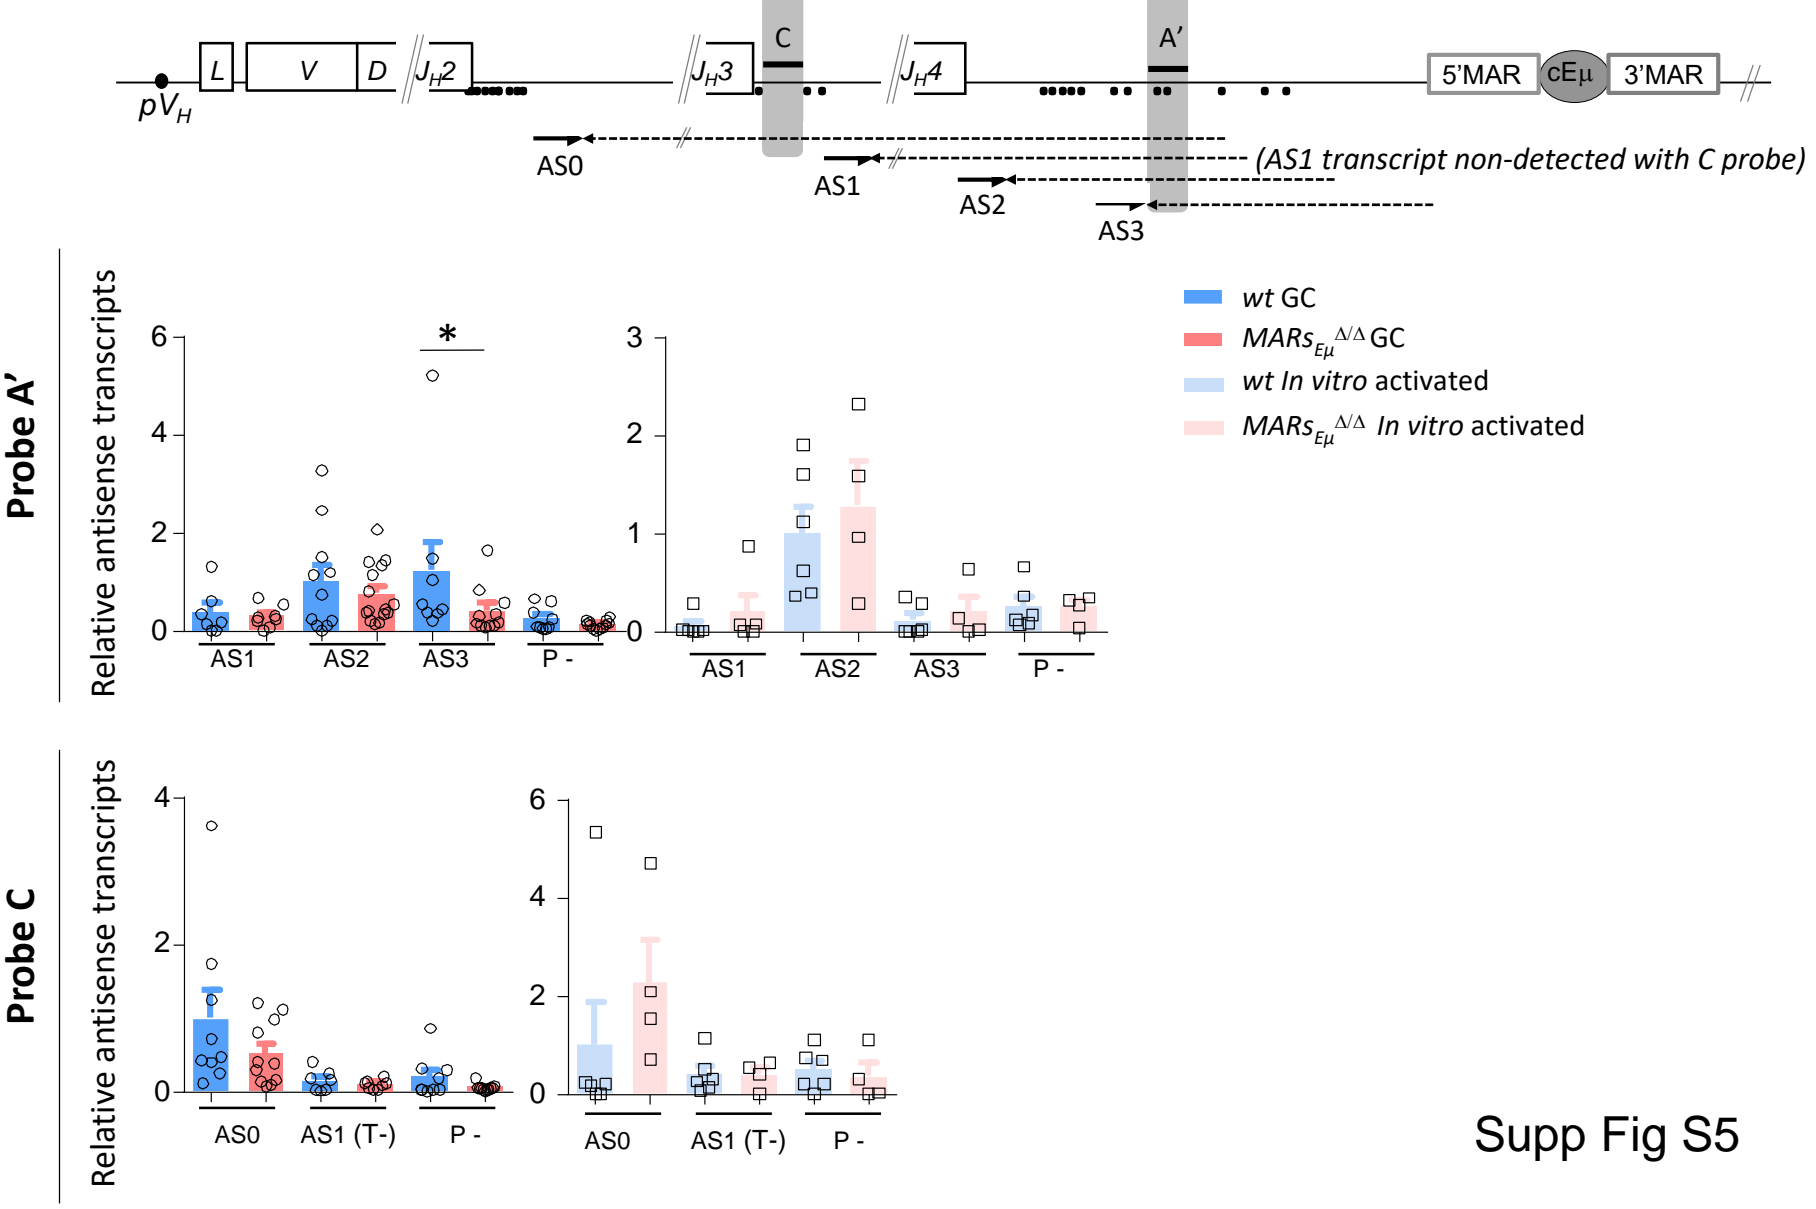 C
A’
L
V
D
JH2
JH3
JH4
5’MAR
cEμ
3’MAR
pVH
AS0
AS1
(AS1 transcript non-detected with C probe)
AS2
AS3
Probe A’
Relative antisense transcripts
6
4
2
0
*
AS1
AS2
AS3
P -
3
2
1
0
AS1
AS2
AS3
P -
wt GC
MARsEμ Δ/Δ GC
wt In vitro activated
MARsEμ Δ/Δ In vitro activated
Probe C
Relative antisense transcripts
4
2
0
AS0
AS1 (T-)
P -
6
4
2
0
AS0
AS1 (T-)
P -
Supp Fig S5